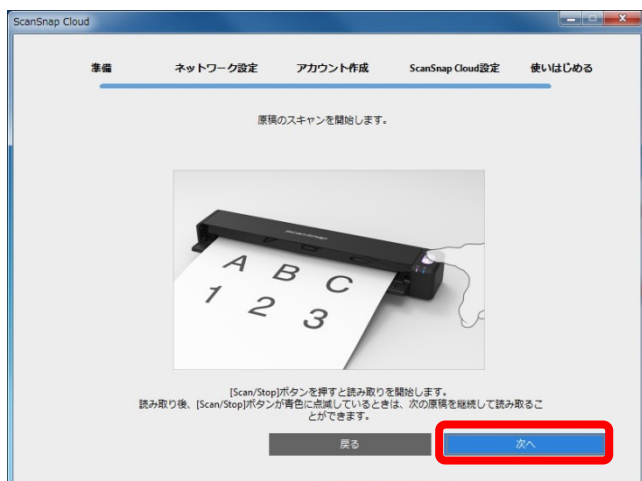 ScanSnap Cloud
準備 ネットワーク設定 アカウント作成 ScanSnap Cloud設定 使いはじめる
原稿のスキャンを開始します。
ScanSnap
A B C
1 2 3
[Scan/Stop]ボタンを押すと読み取りを開始します。
読み取り後、[Scan/Stop]ボタンが青色に点滅しているときは、次の原稿を継続して読み取るこ
とができます。
戻る 次へ